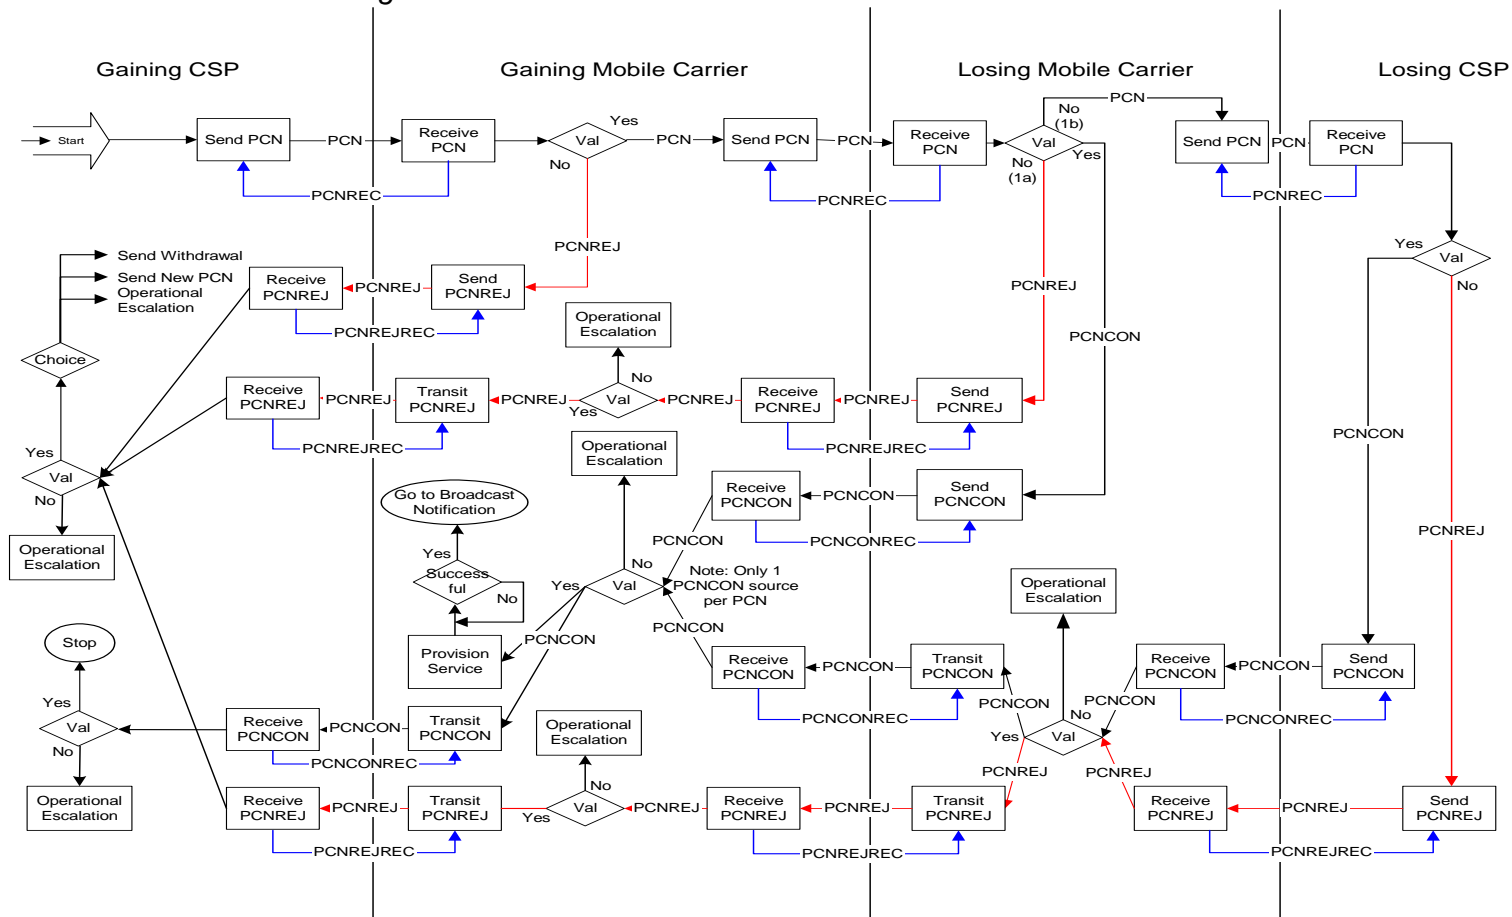 g
Gaining CSP
Gaining Mobile Carrier
Losing Mobile Carrier
Losing CSP
Start
Send PCN
PCN
Receive
PCN
PCNREC
Val
Yes
No
PCN
Send PCN
PCN
Receive
PCN
PCNREC
Val
No
(1b)
PCN
No
(1a)
Yes
Send PCN
PCN
Receive
PCN
PCNREC
Yes
Val
No
PCNREJ
PCNREJ
PCNCON
PCNCON
PCNREJ
Send Withdrawal
Send New PCN
Operational
Escalation
Choice
Receive
PCNREJ
PCNREJ
Send
PCNREJ
PCNREJREC
Operational
Escalation
No
Val
Yes
Receive
PCNREJ
PCNREJ
Transit
PCNREJ
PCNREJ
PCNREJREC
PCNREJ
Receive
PCNREJ
PCNREJ
Send
PCNREJ
PCNREJREC
Yes
Val
No
Operational
Escalation
Operational
Escalation
Go to Broadcast
Notification
Yes
Success
ful
No
Provision
Service
Receive
PCNCON
PCNCON
Send
PCNCON
PCNCONREC
PCNCON
No
Yes
Val
Note: Only 1
PCNCON source
per PCN
PCNCON
PCNCON
Operational
Escalation
Receive
PCNCON
PCNCON
Transit
PCNCON
PCNCONREC
PCNCON
No
Yes
Val
PCNCON
PCNREJ
PCNREJ
Receive
PCNCON
PCNCON
Send
PCNCON
PCNCONREC
Stop
Yes
Val
No
Operational
Escalation
Receive
PCNCON
PCNCON
Transit
PCNCON
PCNCONREC
Operational
Escalation
No
Val
Yes
Receive
PCNREJ
PCNREJ
Transit
PCNREJ
PCNREJREC
PCNREJ
Receive
PCNREJ
PCNREJ
Transit
PCNREJ
PCNREJREC
Receive
PCNREJ
PCNREJ
Send
PCNREJ
PCNREJREC